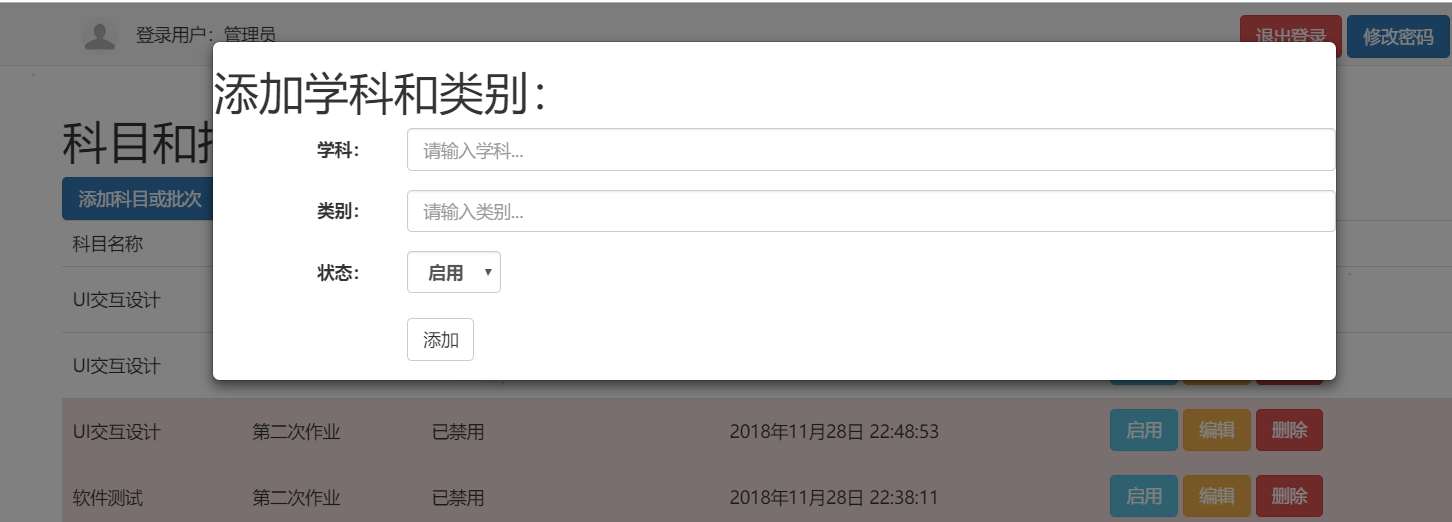 登录用户：管理员
退出登录 修改密码
添加学科和类别：
科目和
学科： 请输入学科...
添加科目或批次
类别： 请输入类别...
科目名称
状态： 启用
UI交互设计
添加
UI交互设计
UI交互设计 第二次作业 已禁用 2018年11月28日 22:48:53 启用 编辑 删除
软件测试 第二次作业 已禁用 2018年11月28日 22:38:11 启用 编辑 删除